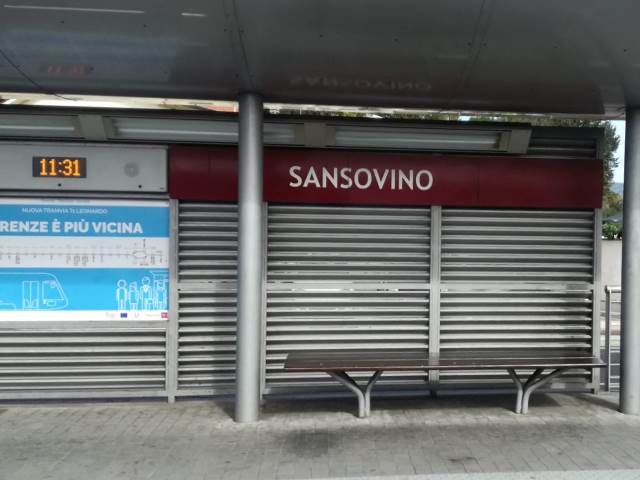 SANSOVINO
11:31
NUOVA TRAMVIA T1 LEONARDO
RENZE È PIÙ VICINA